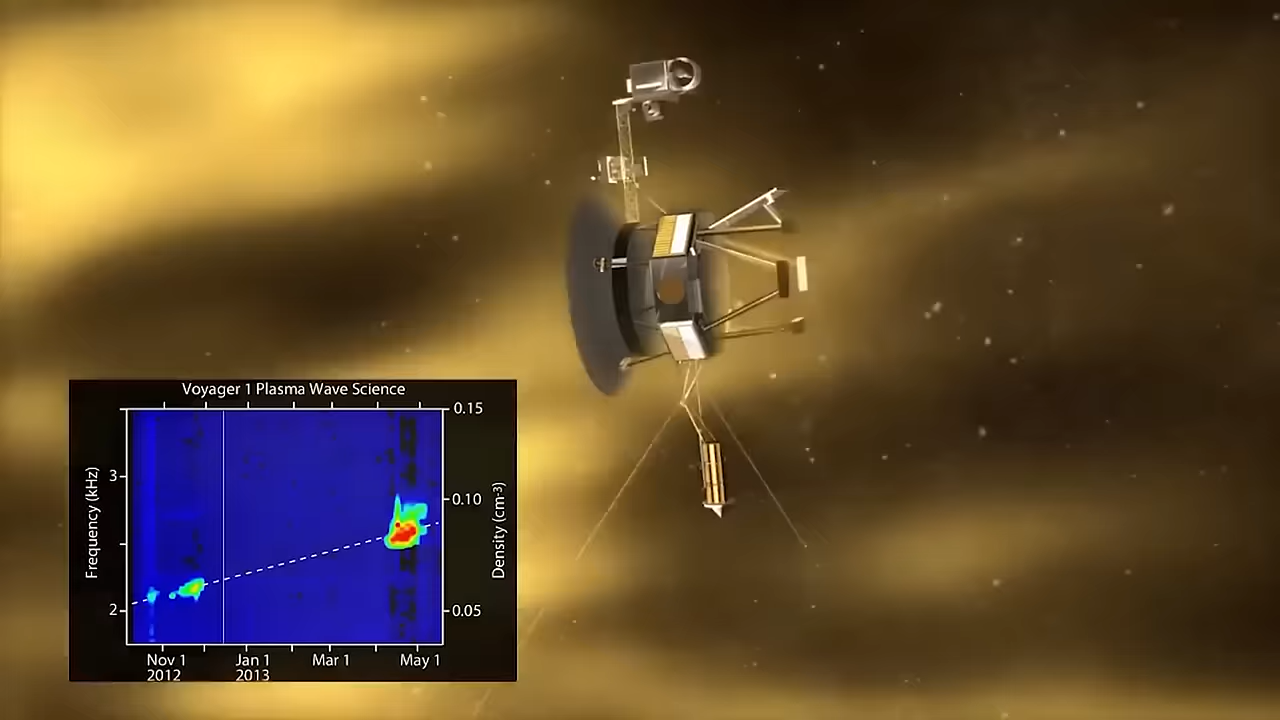 Voyager 1 Plasma Wave Science
0.15
3
0.10
Frequency (kHz)
Density (cm-3)
2
0.05
Nov 1 Jan 1 Mar 1 May 1
2012 2013